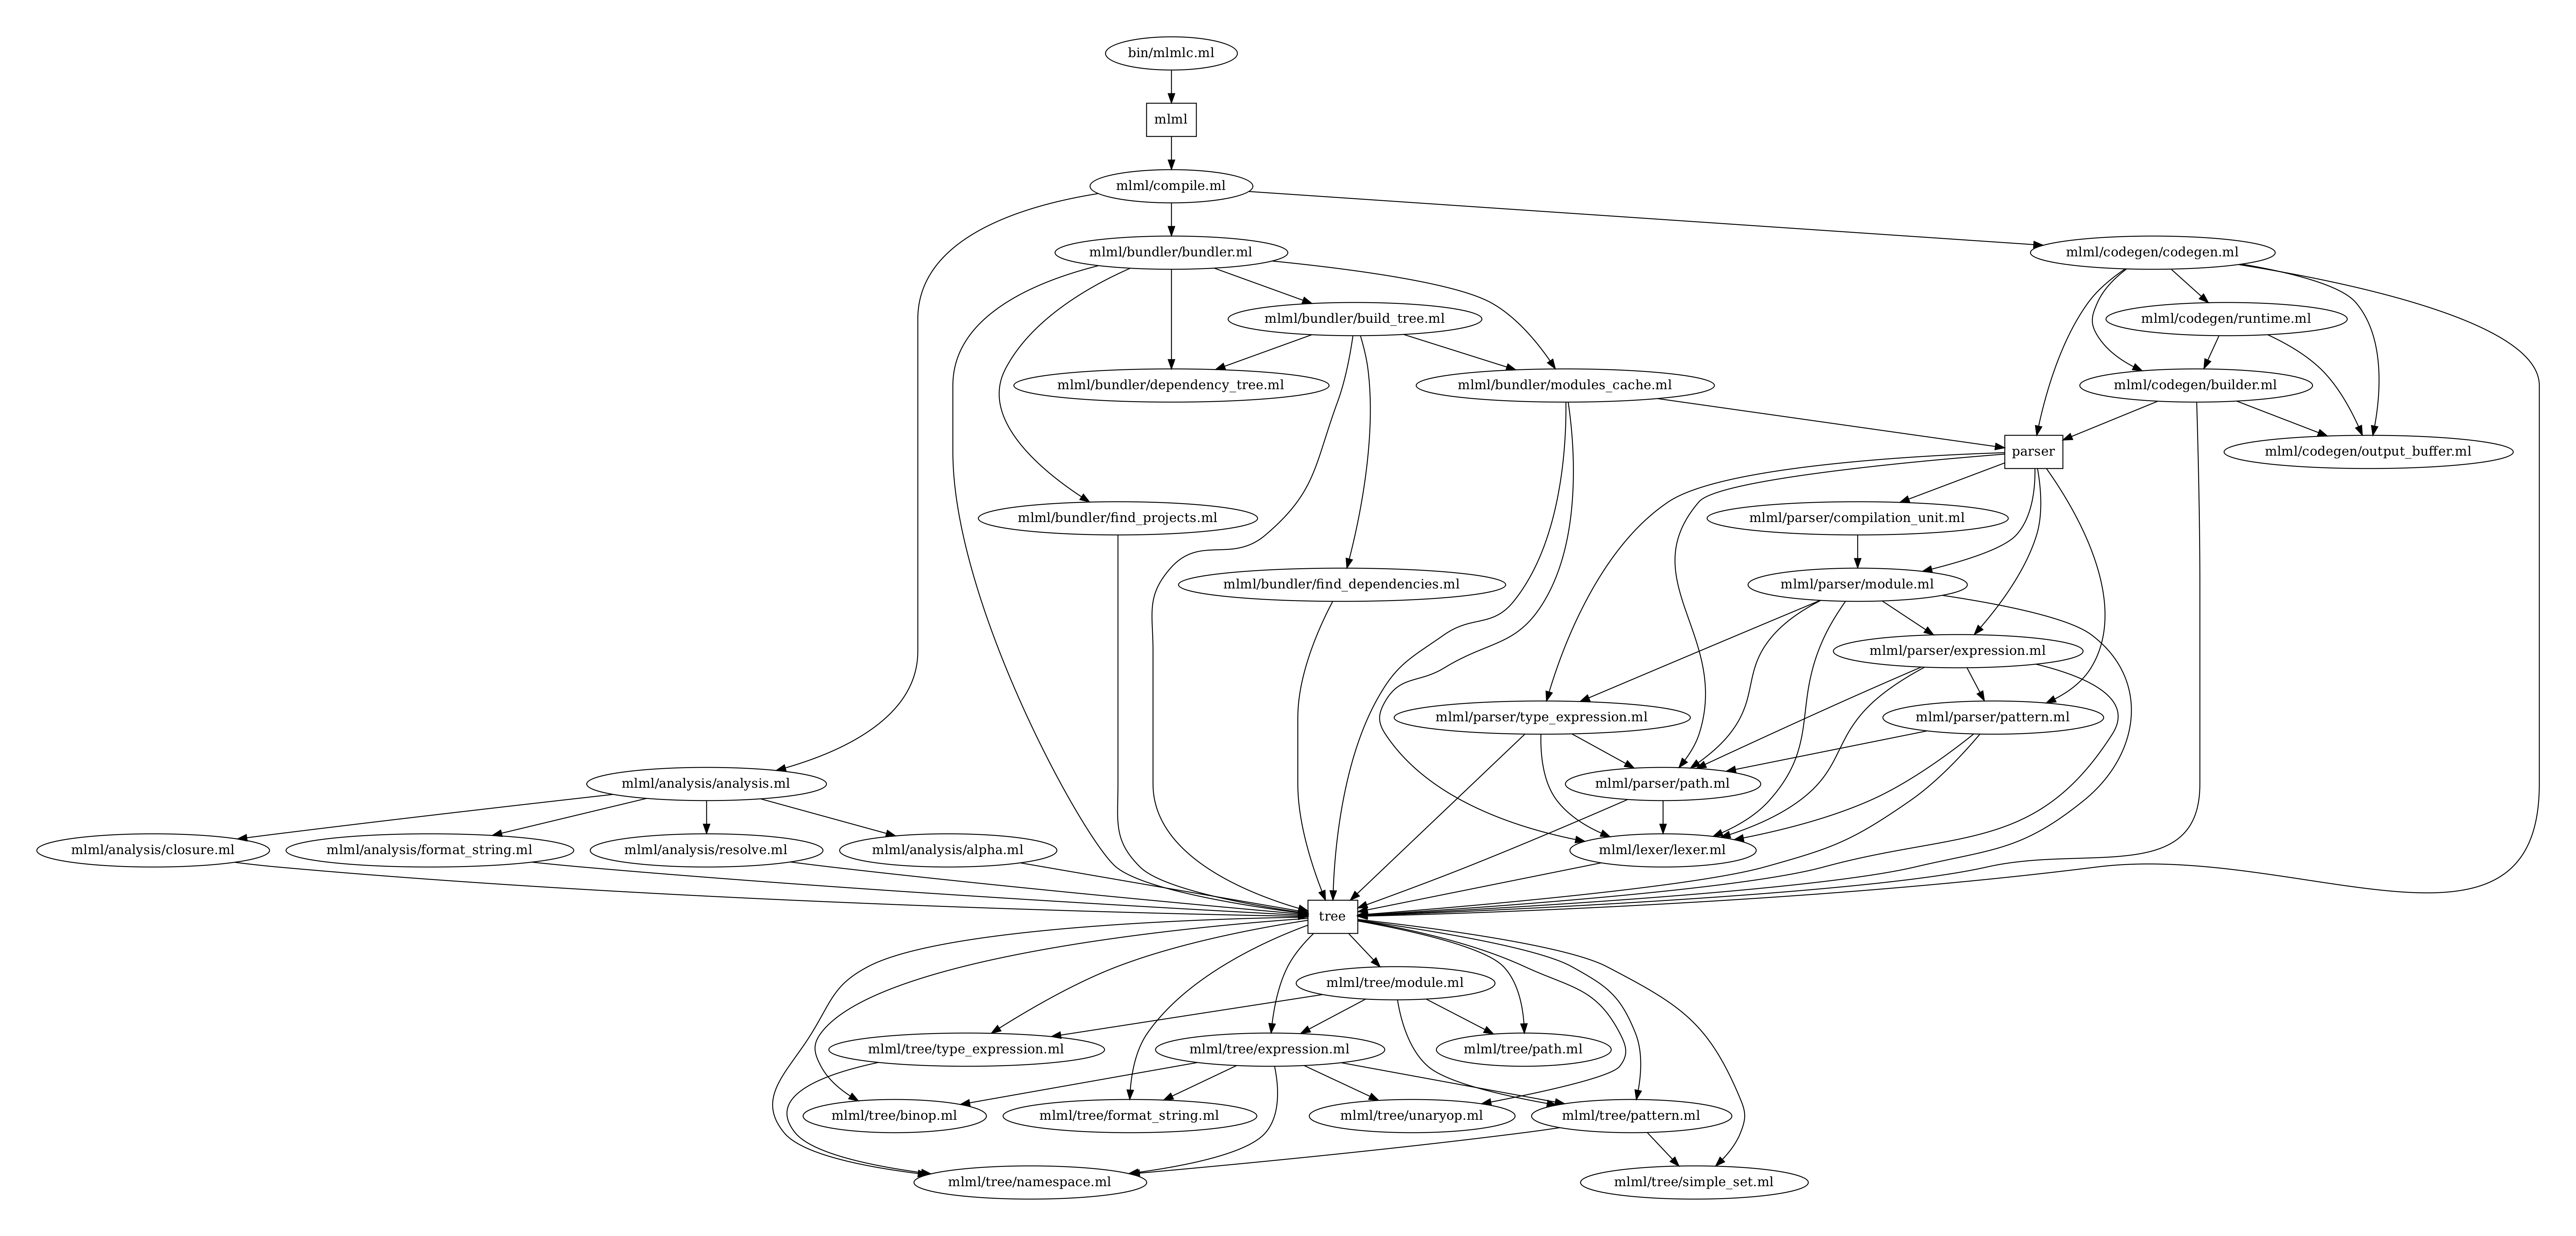 bin/mlmlc.ml
mlml
mlml/compile.ml
mlml/bundler/bundler.ml
mlml/codegen/codegen.ml
mlml/bundler/build_tree.ml
mlml/codegen/runtime.ml
mlml/bundler/dependency_tree.ml
mlml/bundler/modules_cache.ml
mlml/codegen/builder.ml
parser
mlml/codegen/output_buffer.ml
mlml/bundler/find_projects.ml
mlml/parser/compilation_unit.ml
mlml/bundler/find_dependencies.ml
mlml/parser/module.ml
mlml/parser/expression.ml
mlml/parser/type_expression.ml
mlml/parser/pattern.ml
mlml/analysis/analysis.ml
mlml/parser/path.ml
mlml/analysis/closure.ml
mlml/analysis/format_string.ml
mlml/analysis/resolve.ml
mlml/analysis/alpha.ml
mlml/lexer/lexer.ml
tree
mlml/tree/module.ml
mlml/tree/type_expression.ml
mlml/tree/expression.ml
mlml/tree/path.ml
mlml/tree/binop.ml
mlml/tree/format_string.ml
mlml/tree/unaryop.ml
mlml/tree/pattern.ml
mlml/tree/namespace.ml
mlml/tree/simple_set.ml